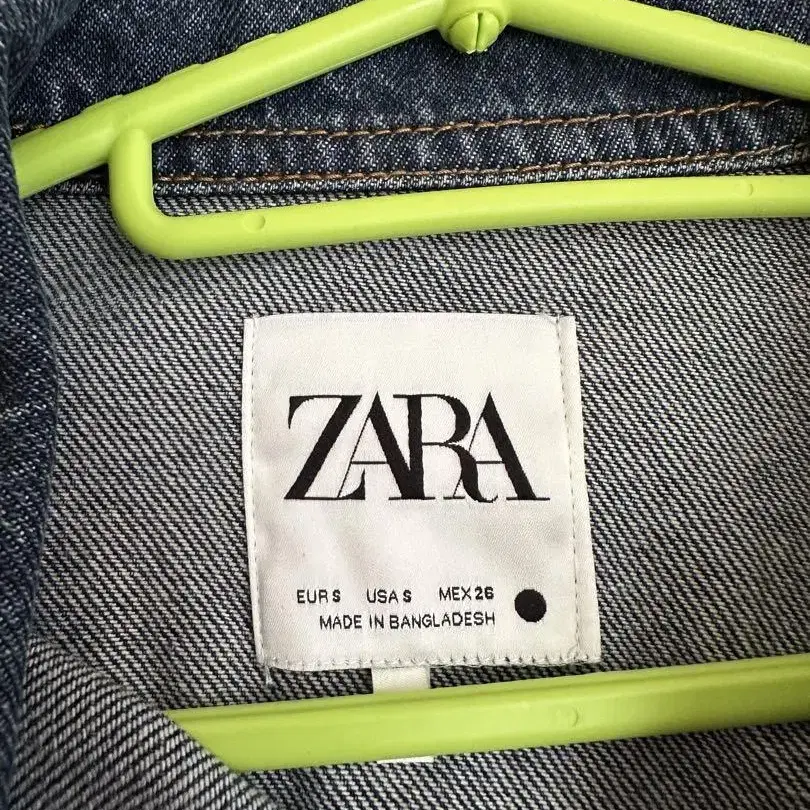 ZARA
EUR S USA S MEX 26
MADE IN BANGLADESH